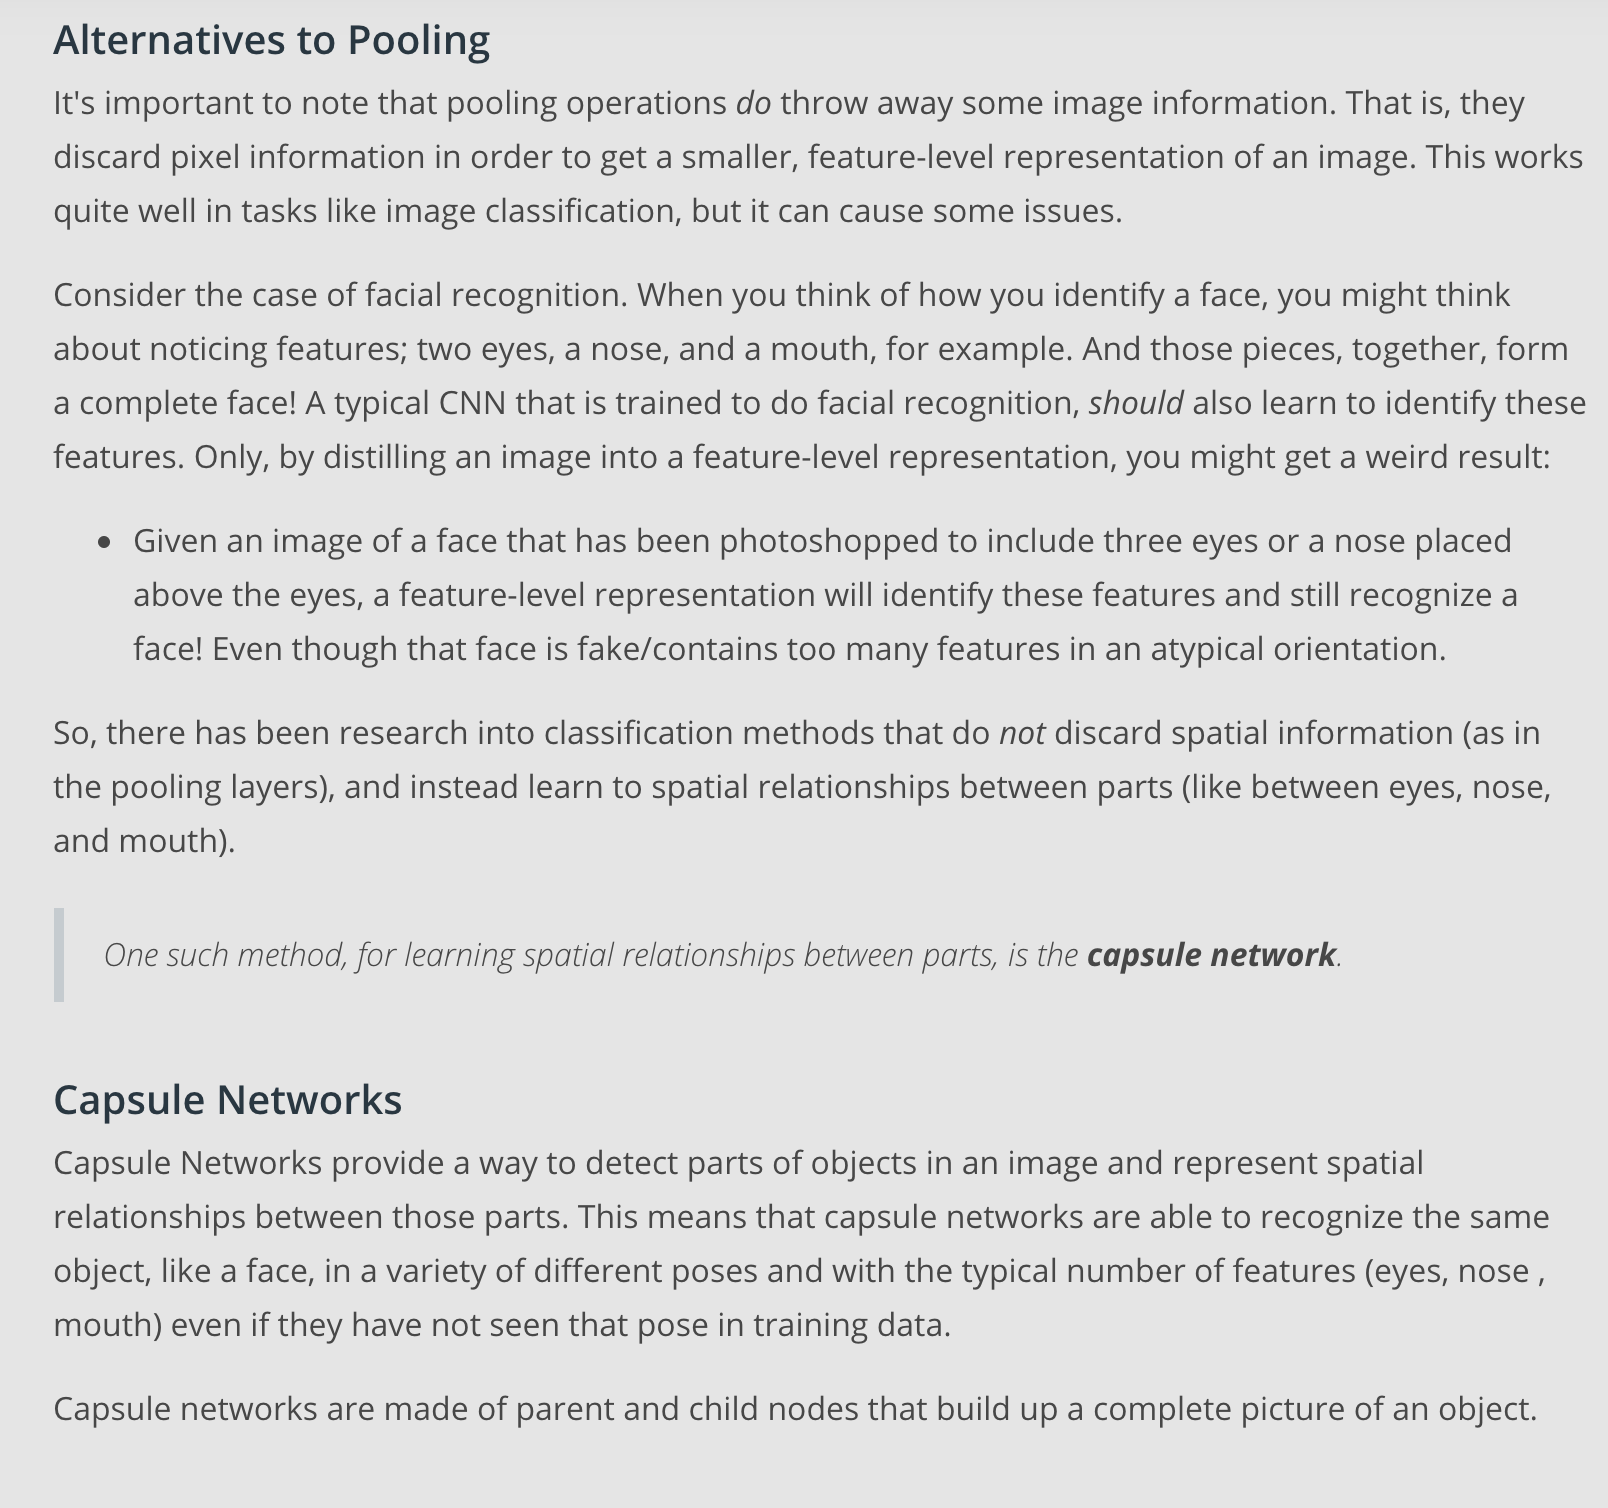 Alternatives to Pooling
It's important to note that pooling operations do throw away some image information. That is, they
discard pixel information in order to get a smaller, feature-level representation of an image. This works
quite well in tasks like image classification, but it can cause some issues.
Consider the case of facial recognition. When you think of how you identify a face, you might think
about noticing features; two eyes, a nose, and a mouth, for example. And those pieces, together, form
a complete face! A typical CNN that is trained to do facial recognition, should also learn to identify these
features. Only, by distilling an image into a feature-level representation, you might get a weird result:
• Given an image of a face that has been photoshopped to include three eyes or a nose placed
above the eyes, a feature-level representation will identify these features and still recognize a
face! Even though that face is fake/contains too many features in an atypical orientation.
So, there has been research into classification methods that do not discard spatial information (as in
the pooling layers), and instead learn to spatial relationships between parts (like between eyes, nose,
and mouth).
One such method, for learning spatial relationships between parts, is the capsule network.
Capsule Networks
Capsule Networks provide a way to detect parts of objects in an image and represent spatial
relationships between those parts. This means that capsule networks are able to recognize the same
object, like a face, in a variety of different poses and with the typical number of features (eyes, nose ,
mouth) even if they have not seen that pose in training data.
Capsule networks are made of parent and child nodes that build up a complete picture of an object.